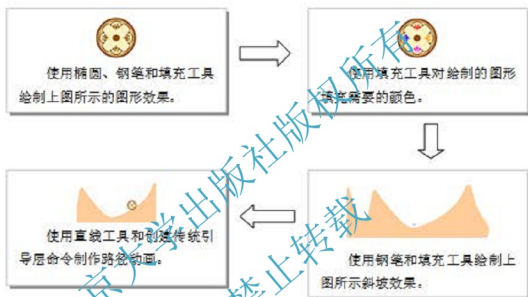 使用椭圆、钢笔和填充工具
绘制上图所示的图形效果。
使用填充工具对绘制的图形
填充需要的颜色。
使用直线工具和创建传统引
导层命令制作路径动画。
使用钢笔和填充工具绘制上
图所示斜坡效果。
京大学出版社版权所有
禁止转载